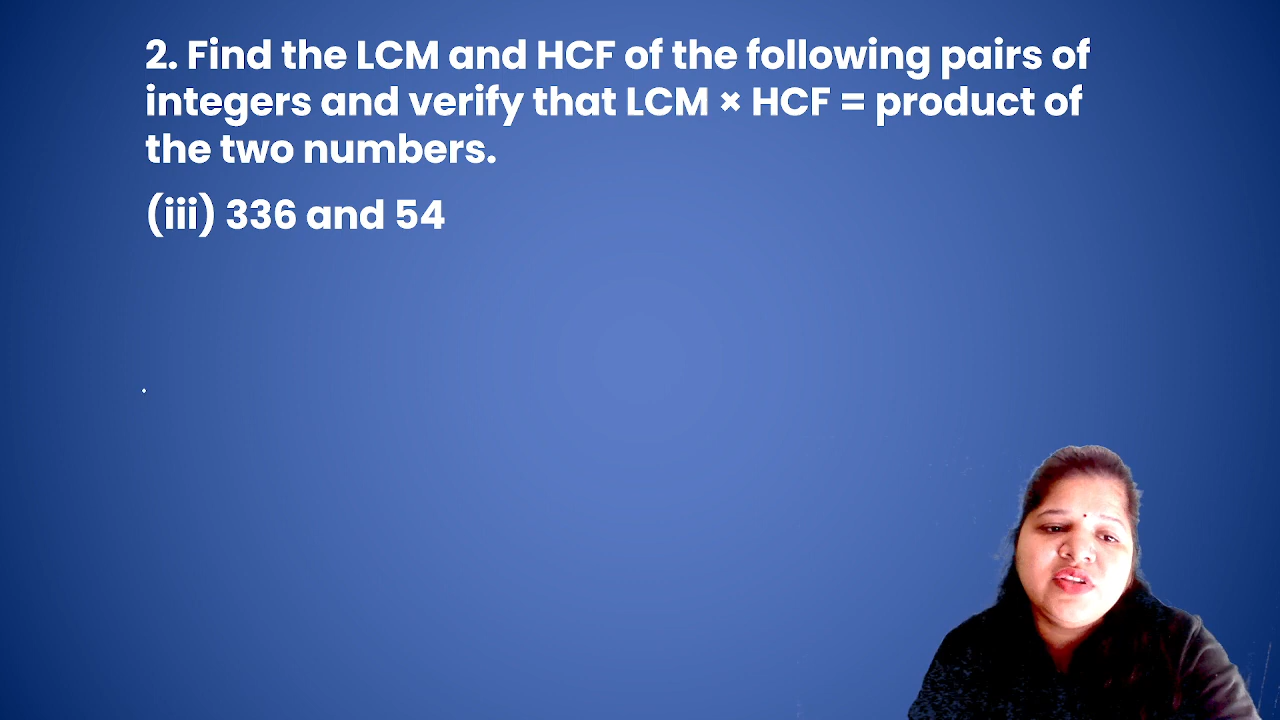 2. Find the LCM and HCF of the following pairs of
integers and verify that LCM × HCF = product of
the two numbers.
(iii) 336 and 54